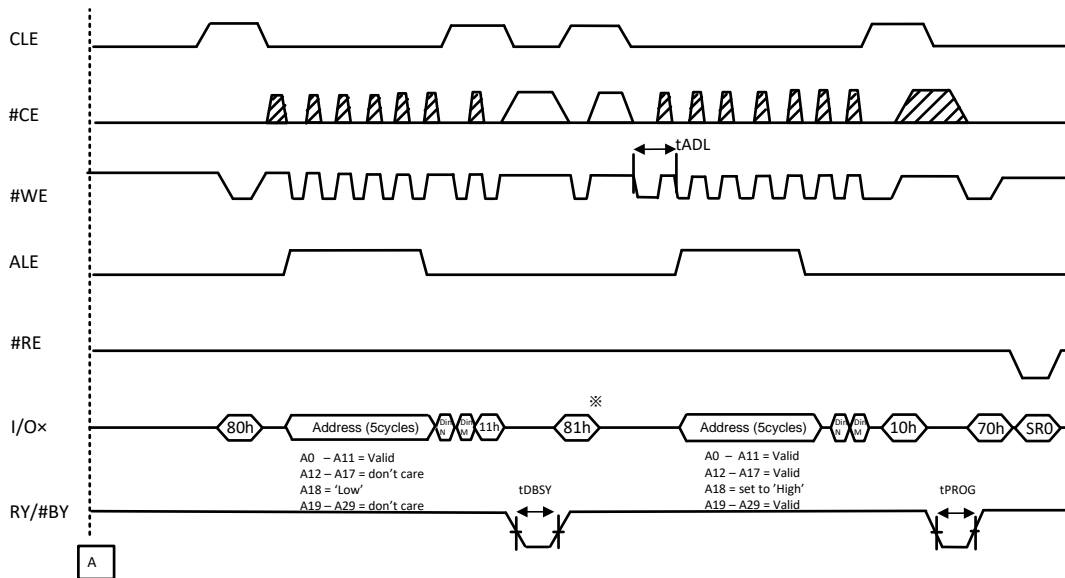 CLE
#CE
tADL
#WE
ALE
#RE
※
I/O×
80h
Address (5cycles)
Din N
Din M
11h
81h
Address (5cycles)
Din N
Din M
10h
70h
SR0
A0 – A11 = Valid
A12 – A17 = don't care
A18 = 'Low'
A19 – A29 = don't care
A0 – A11 = Valid
A12 – A17 = Valid
A18 = set to 'High'
A19 – A29 = Valid
tDBSY
tPROG
RY/#BY
A